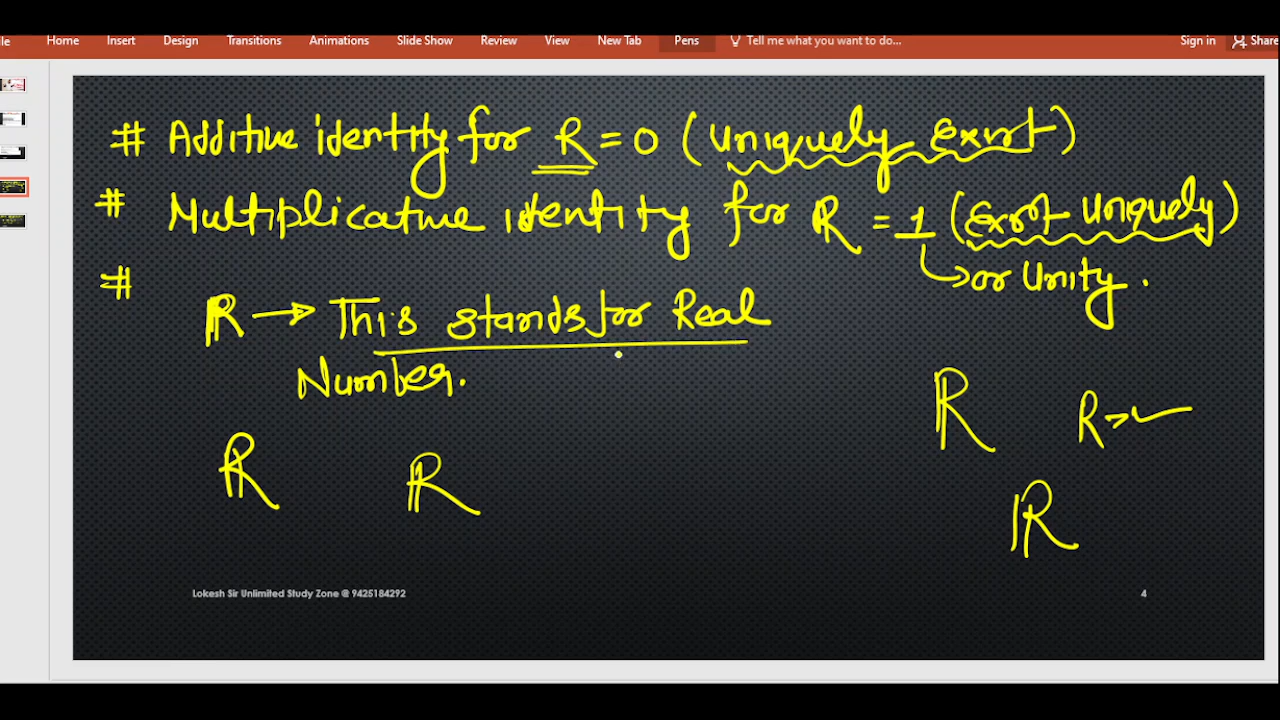 le Home Insert Design Transitions Animations Slide Show Review View New Tab Pens Tell me what you want to do... Sign in Share
# Additive identity for R = 0 (Uniquely Exist)
# Multiplicative identity for R = 1 (Exist Uniquely)
or Unity.
#
R → This stands for Real
Number.
R R>
R R
R
Lokesh Sir Unlimited Study Zone @ 9425184292 4